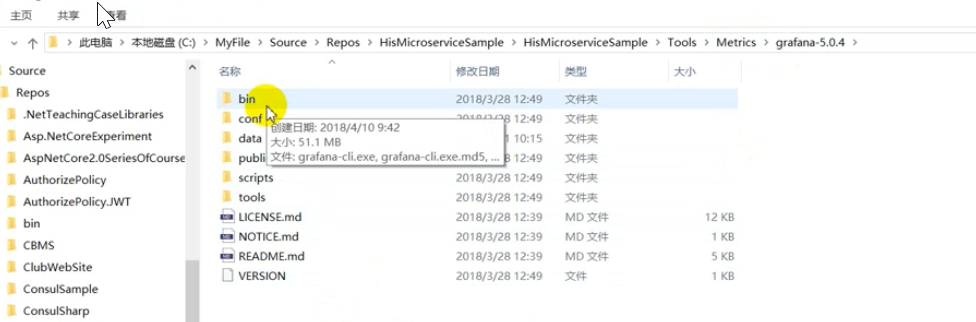 主页 共享 查看
此电脑 > 本地磁盘 (C:) > MyFile > Source > Repos > HisMicroserviceSample > HisMicroserviceSample > Tools > Metrics > grafana-5.0.4 >
Source
Repos
.NetTeachingCaseLibraries
Asp.NetCoreExperiment
AspNetCore2.0SeriesOfCourse
AuthorizePolicy
AuthorizePolicy.JWT
bin
CBMS
ClubWebSite
ConsulSample
ConsulSharp
名称 修改日期 类型 大小
bin 2018/3/28 12:49 文件夹
conf 12:49 文件夹
data 10:15 文件夹
publi 12:49 文件夹
创建日期: 2018/4/10 9:42
大小: 51.1 MB
文件: grafana-cli.exe, grafana-cli.exe.md5, ...
scripts 2018/3/28 12:49 文件夹
tools 2018/3/28 12:49 文件夹
LICENSE.md 2018/3/28 12:39 MD 文件 12 KB
NOTICE.md 2018/3/28 12:39 MD 文件 1 KB
README.md 2018/3/28 12:39 MD 文件 5 KB
VERSION 2018/3/28 12:49 文件 1 KB